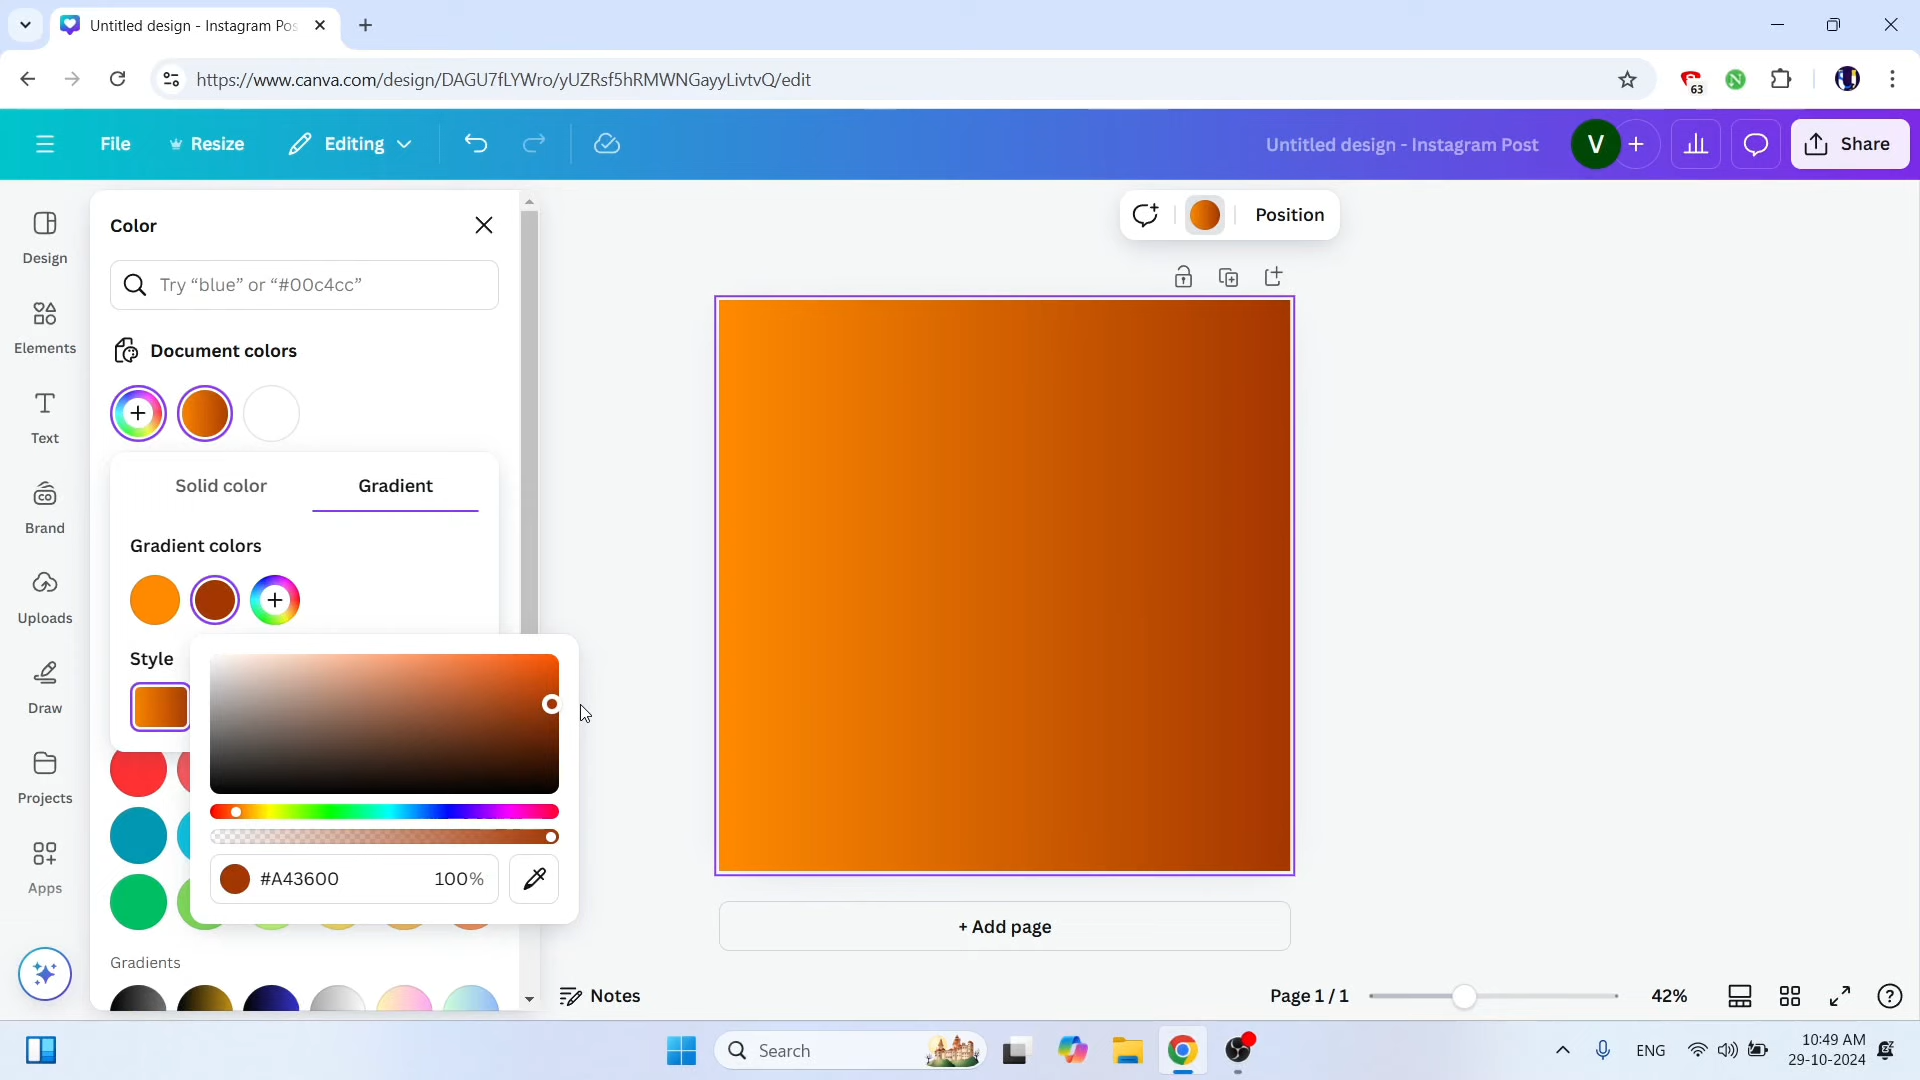 Untitled design - Instagram Pos
https://www.canva.com/design/DAGU7fLYWro/yUZRsf5hRMWNGayyLivtvQ/edit
63
File
Resize
Editing
Untitled design - Instagram Post
V
Share
Design
Elements
Text
Brand
Uploads
Draw
Projects
Apps
Color
Try “blue” or “#00c4cc”
Document colors
Solid color
Gradient
Gradient colors
Style
#A43600
100%
Gradients
Position
+ Add page
Notes
Page 1 / 1
42%
Search
ENG
10:49 AM
29-10-2024